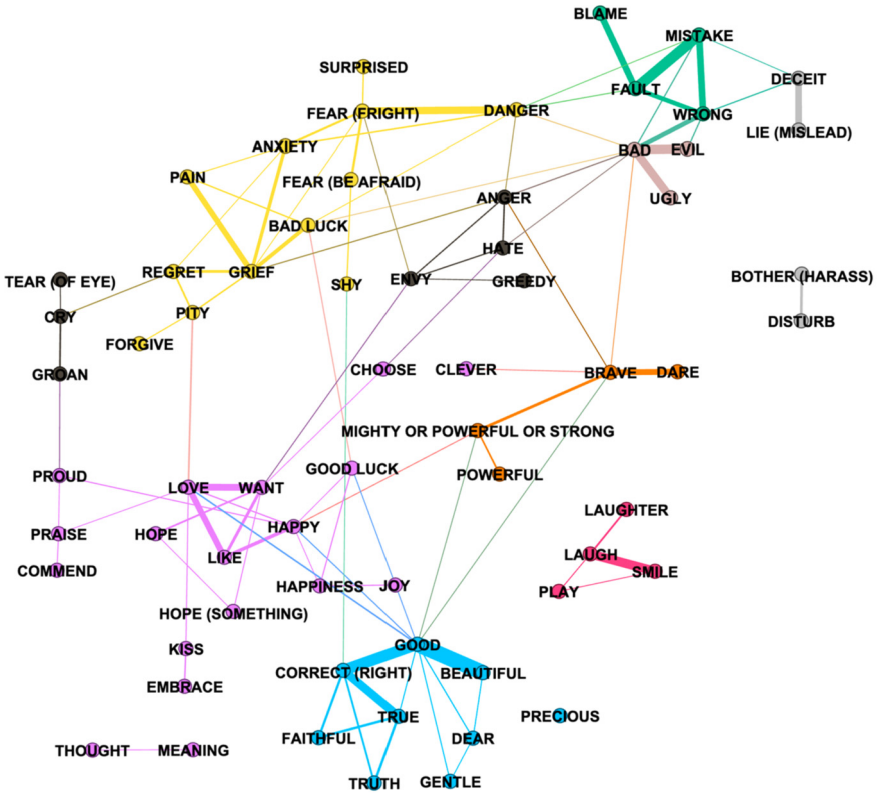 BLAME
MISTAKE
SURPRISED
DECEIT
FAULT
FEAR (FRIGHT)
DANGER
WRONG
LIE (MISLEAD)
ANXIETY
BAD
EVIL
PAIN
FEAR (BE AFRAID)
UGLY
ANGER
BAD LUCK
HATE
TEAR (OF EYE)
REGRET
GRIEF
SHY
ENVY
GREEDY
BOTHER (HARASS)
CRY
PITY
DISTURB
FORGIVE
GROAN
CHOOSE
CLEVER
BRAVE
DARE
MIGHTY OR POWERFUL OR STRONG
PROUD
LOVE
WANT
GOOD LUCK
POWERFUL
LAUGHTER
PRAISE
HOPE
HAPPY
LIKE
LAUGH
COMMEND
SMILE
HAPPINESS
JOY
PLAY
HOPE (SOMETHING)
KISS
GOOD
CORRECT (RIGHT)
BEAUTIFUL
EMBRACE
TRUE
PRECIOUS
FAITHFUL
DEAR
THOUGHT
MEANING
TRUTH
GENTLE